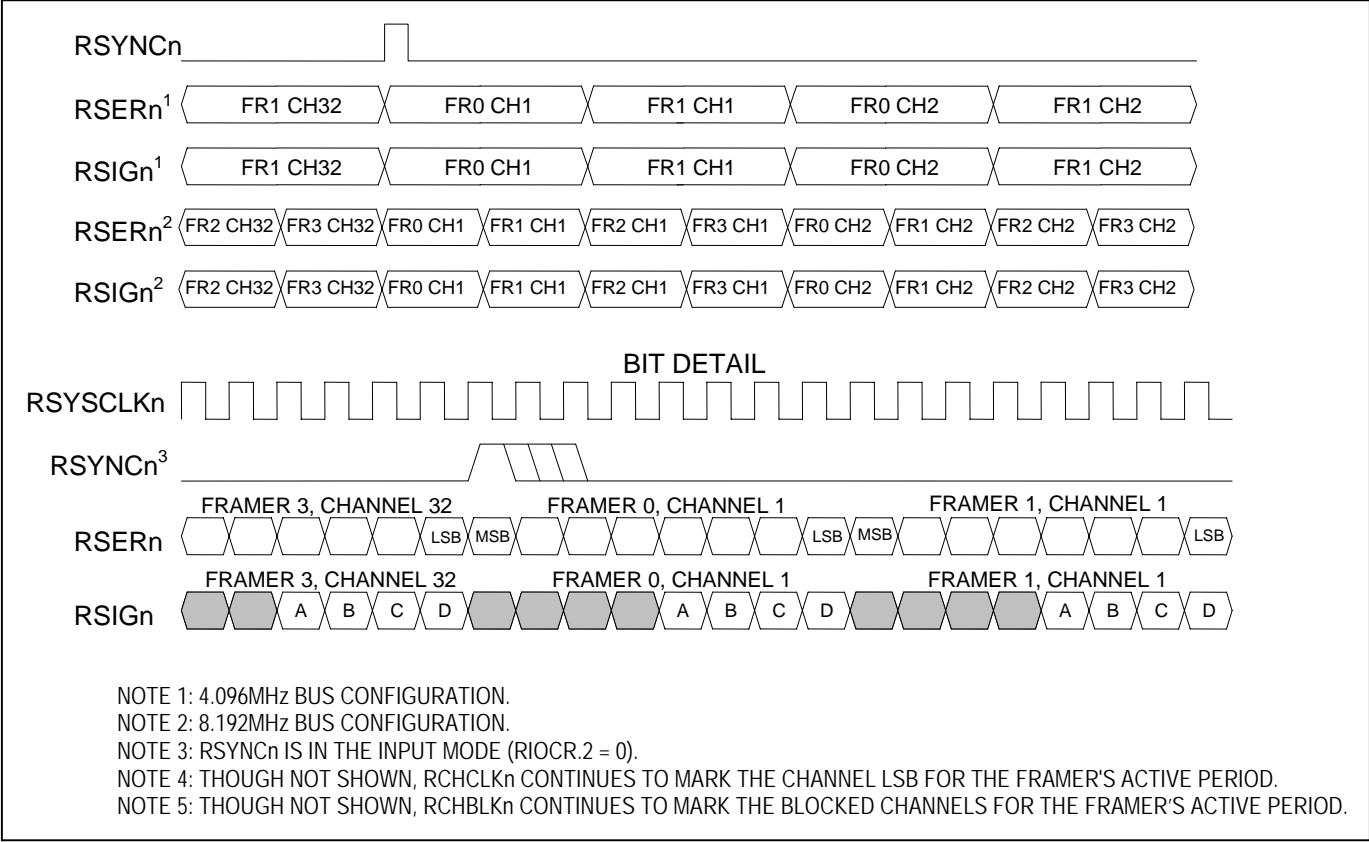 RSYNCn
RSERn¹ FR1 CH32 FR0 CH1 FR1 CH1 FR0 CH2 FR1 CH2
RSIGn¹ FR1 CH32 FR0 CH1 FR1 CH1 FR0 CH2 FR1 CH2
RSERn² FR2 CH32 FR3 CH32 FR0 CH1 FR1 CH1 FR2 CH1 FR3 CH1 FR0 CH2 FR1 CH2 FR2 CH2 FR3 CH2
RSIGn² FR2 CH32 FR3 CH32 FR0 CH1 FR1 CH1 FR2 CH1 FR3 CH1 FR0 CH2 FR1 CH2 FR2 CH2 FR3 CH2
BIT DETAIL
RSYSCLKn
RSYNCn³
FRAMER 3, CHANNEL 32 FRAMER 0, CHANNEL 1 FRAMER 1, CHANNEL 1
RSERn LSB MSB LSB MSB LSB
FRAMER 3, CHANNEL 32 FRAMER 0, CHANNEL 1 FRAMER 1, CHANNEL 1
RSIGn A B C D A B C D A B C D
NOTE 1: 4.096MHz BUS CONFIGURATION.
NOTE 2: 8.192MHz BUS CONFIGURATION.
NOTE 3: RSYNCn IS IN THE INPUT MODE (RIOCR.2 = 0).
NOTE 4: THOUGH NOT SHOWN, RCHCLKn CONTINUES TO MARK THE CHANNEL LSB FOR THE FRAMER'S ACTIVE PERIOD.
NOTE 5: THOUGH NOT SHOWN, RCHBLKn CONTINUES TO MARK THE BLOCKED CHANNELS FOR THE FRAMER’S ACTIVE PERIOD.